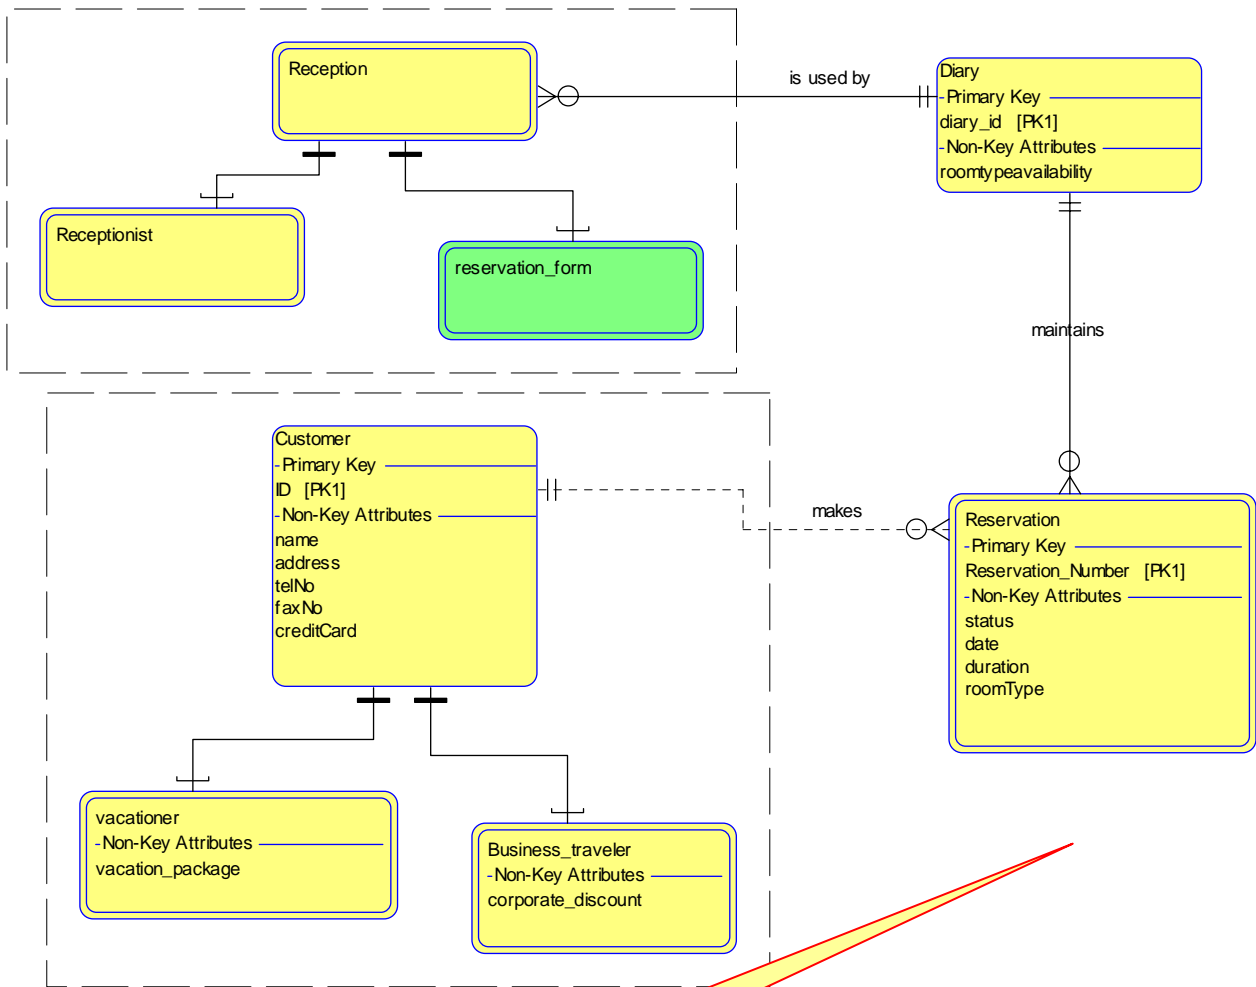 Reception
is used by
Diary
Primary Key
diary_id [PK1]
Non-Key Attributes
roomtypeavailability
Receptionist
reservation_form
maintains
Customer
Primary Key
ID [PK1]
Non-Key Attributes
name
address
telNo
faxNo
creditCard
makes
Reservation
Primary Key
Reservation_Number [PK1]
Non-Key Attributes
status
date
duration
roomType
vacationer
Non-Key Attributes
vacation_package
Business_traveler
Non-Key Attributes
corporate_discount